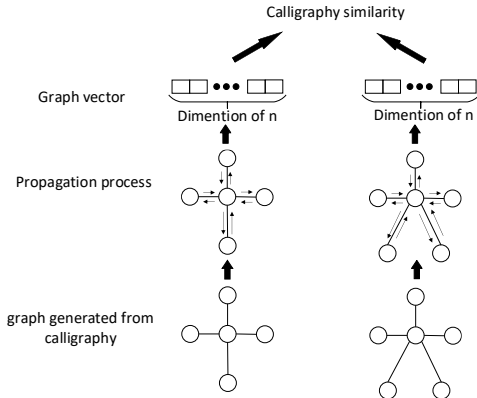 Calligraphy similarity
Graph vector
Dimention of n
Dimention of n
Propagation process
graph generated from
calligraphy